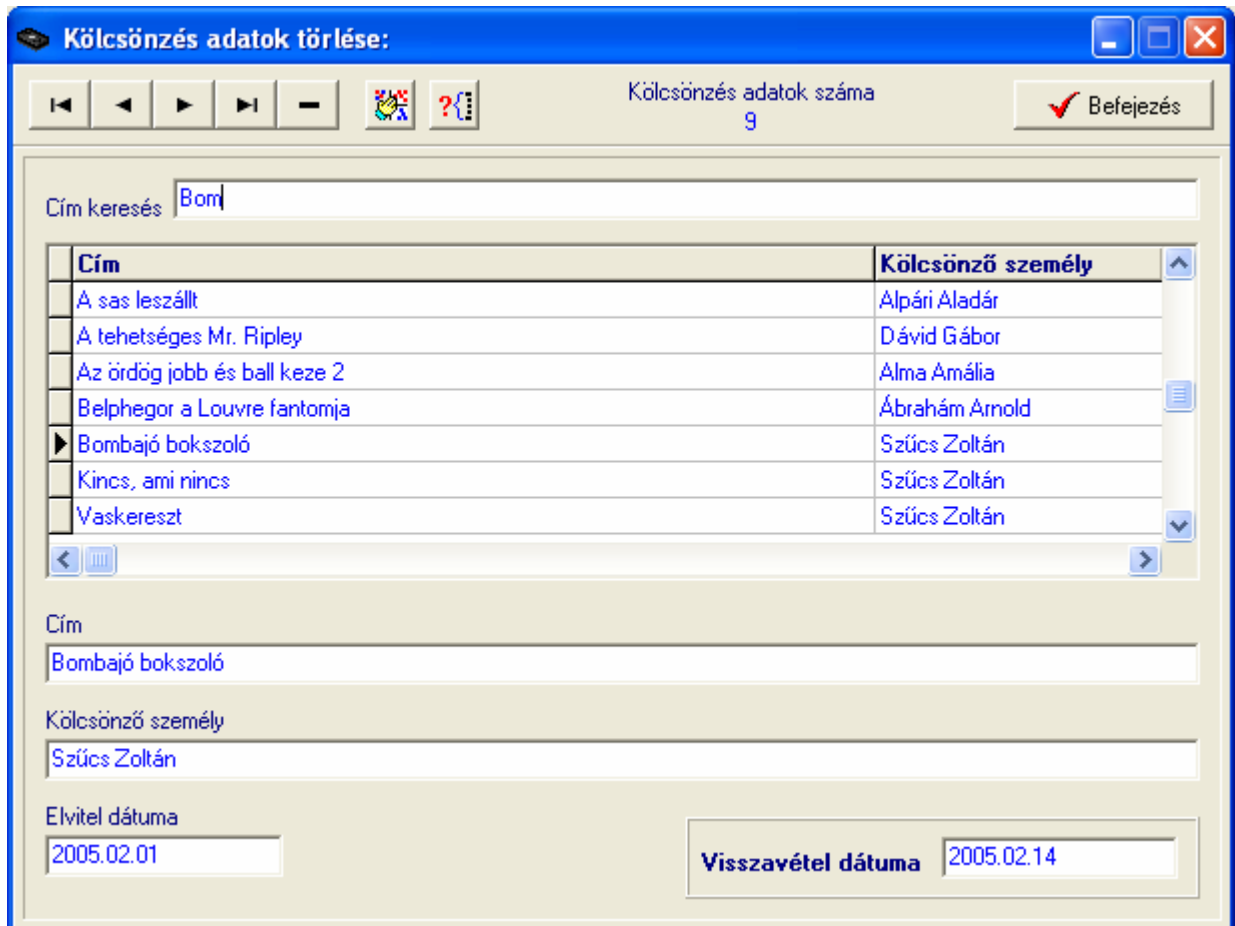 Kölcsönzés adatok törlése:
Kölcsönzés adatok száma
9
Befejezés
Cím keresés Bom
Cím Kölcsönző személy
A sas leszállt Alpári Aladár
A tehetséges Mr. Ripley Dávid Gábor
Az ördög jobb és ball keze 2 Alma Amália
Belphegor a Louvre fantomja Ábrahám Arnold
Bombajó bokszoló Szűcs Zoltán
Kincs, ami nincs Szűcs Zoltán
Vaskereszt Szűcs Zoltán
Cím
Bombajó bokszoló
Kölcsönző személy
Szűcs Zoltán
Elvitel dátuma
2005.02.01
Visszavétel dátuma 2005.02.14